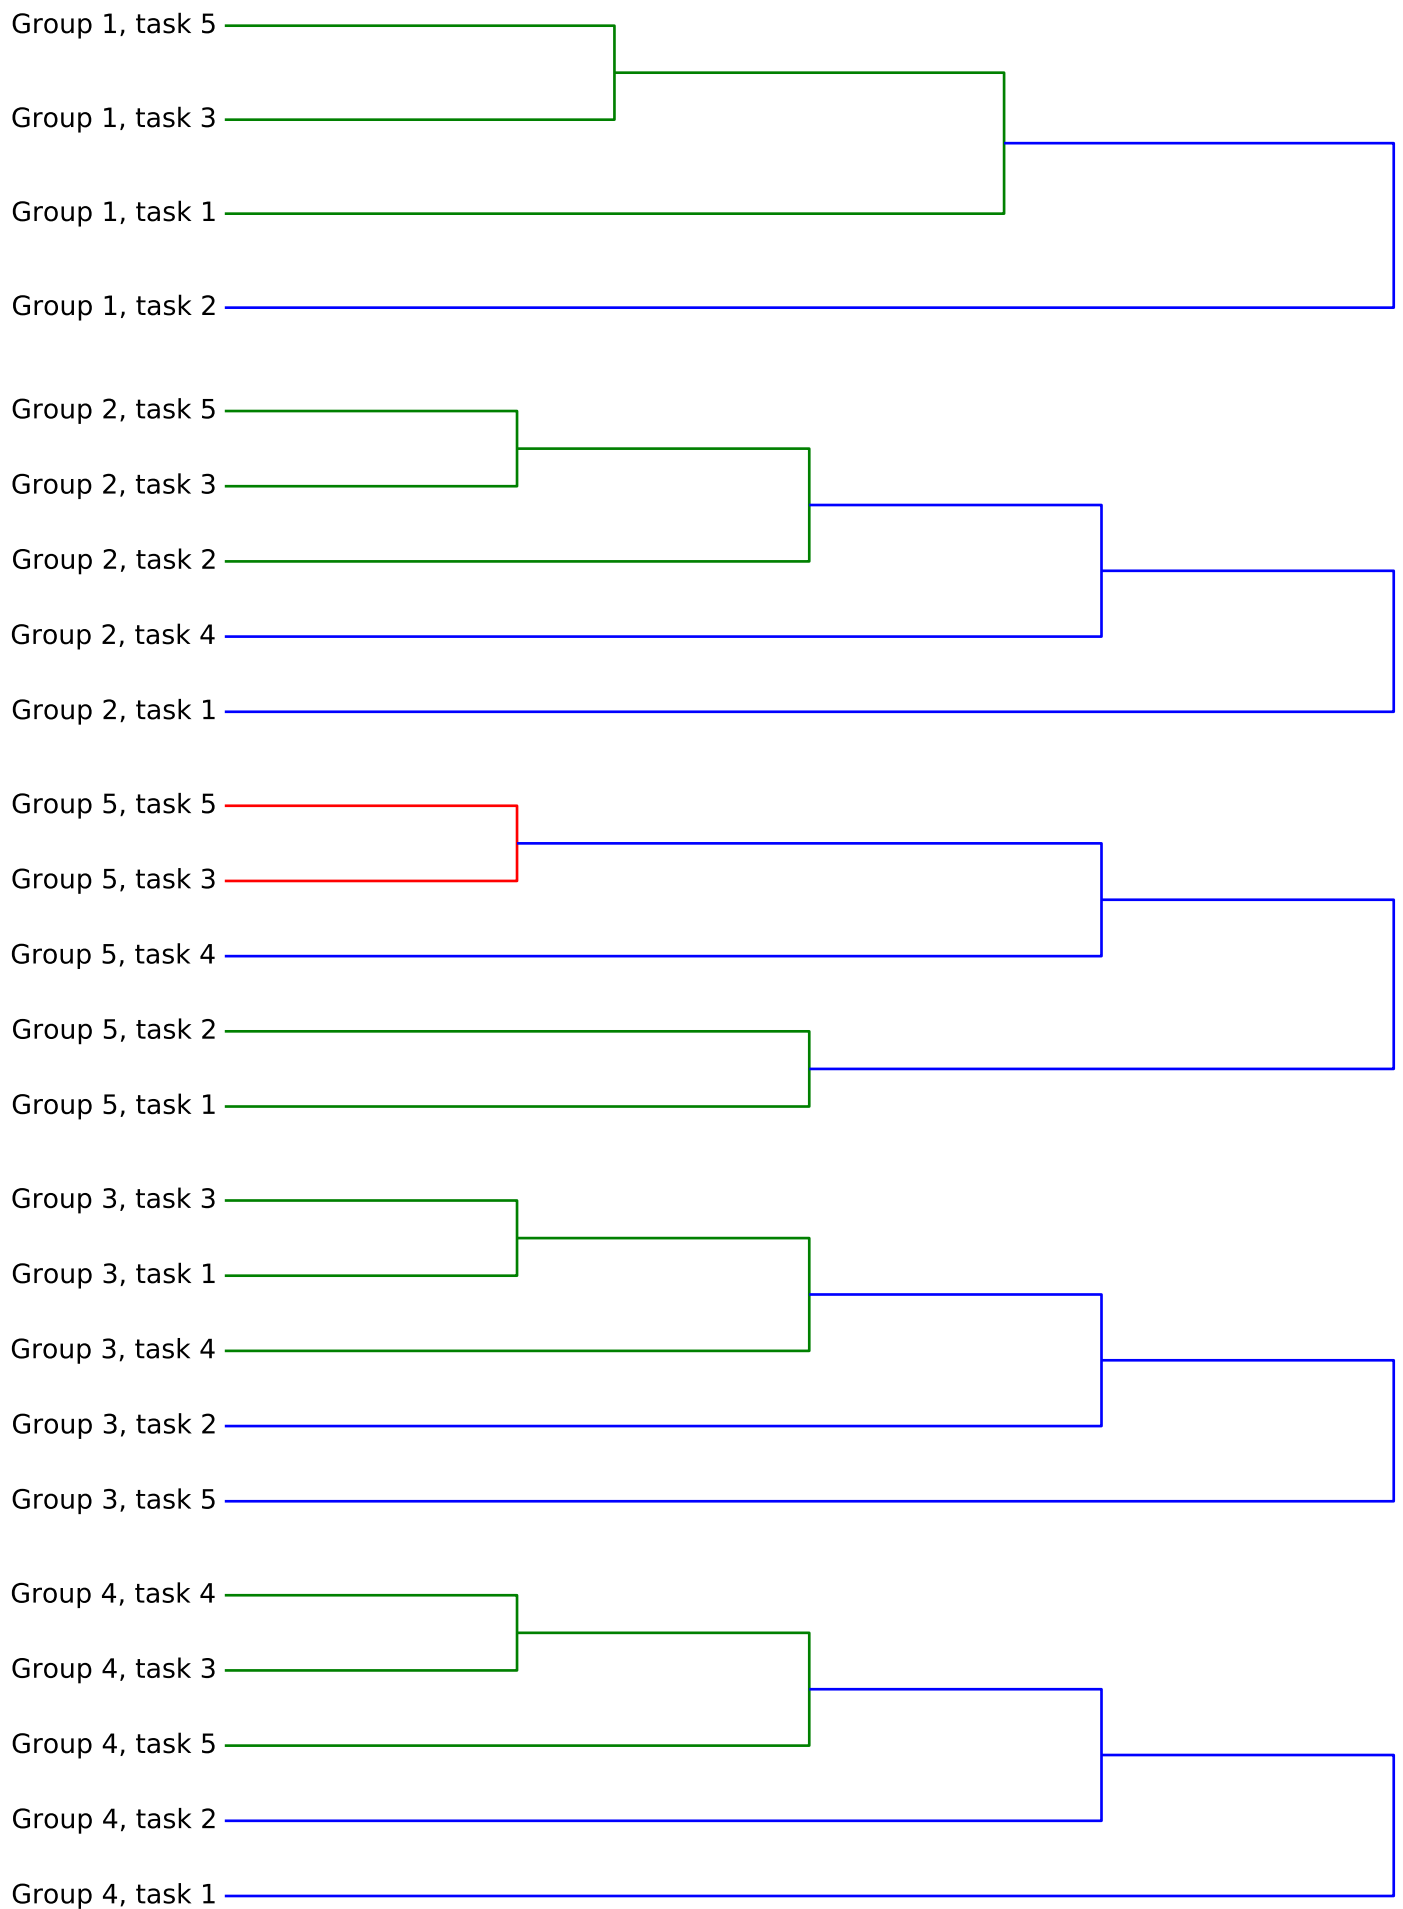 Group 1, task 5
Group 1, task 3
Group 1, task 1
Group 1, task 2
Group 2, task 5
Group 2, task 3
Group 2, task 2
Group 2, task 4
Group 2, task 1
Group 5, task 5
Group 5, task 3
Group 5, task 4
Group 5, task 2
Group 5, task 1
Group 3, task 3
Group 3, task 1
Group 3, task 4
Group 3, task 2
Group 3, task 5
Group 4, task 4
Group 4, task 3
Group 4, task 5
Group 4, task 2
Group 4, task 1